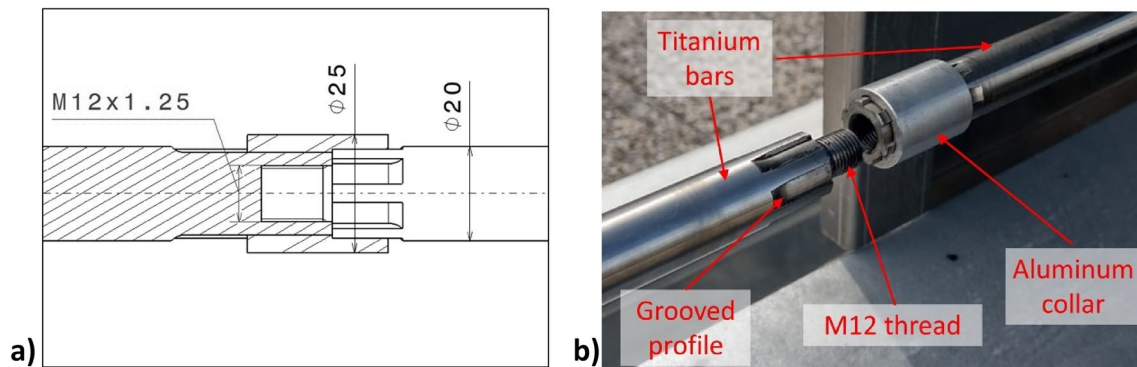 M12x1.25
ϕ25
ϕ20
a)
Titanium
bars
Grooved
profile
M12 thread
Aluminum
collar
b)